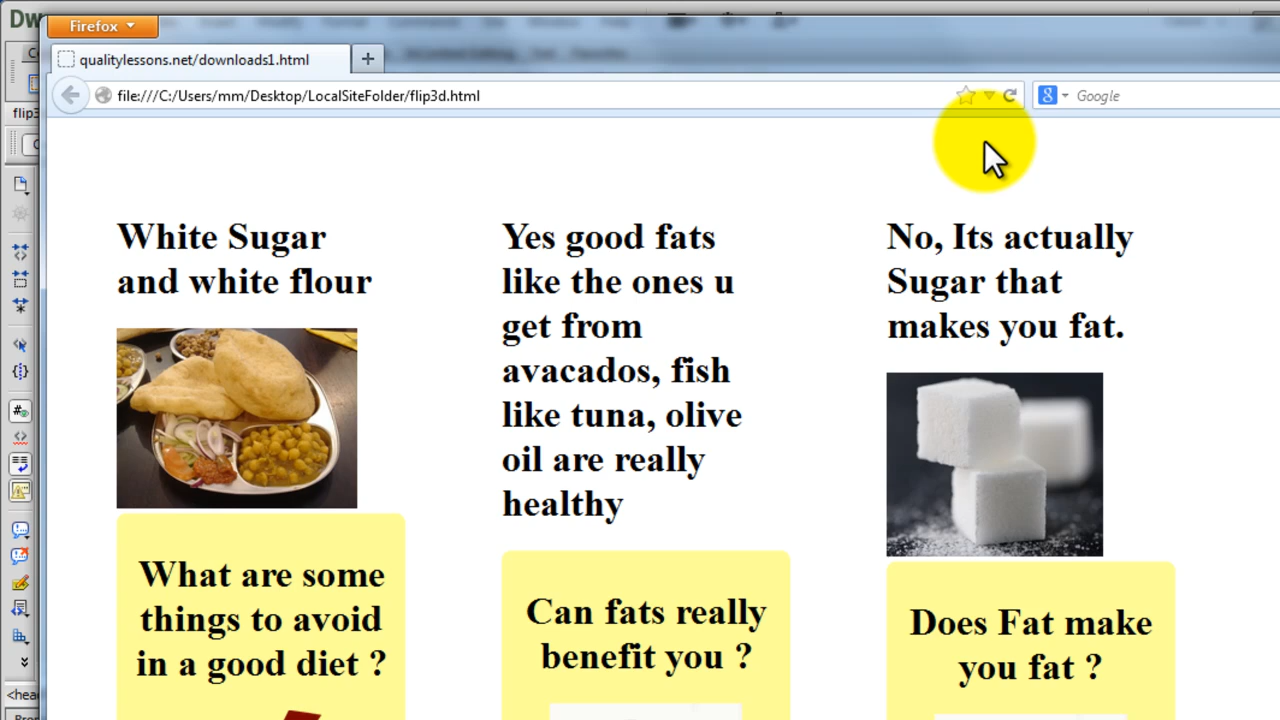 Dw
Firefox
qualitylessons.net/downloads1.html
file:///C:/Users/mm/Desktop/LocalSiteFolder/flip3d.html
Google
flip3
White Sugar
and white flour
Yes good fats
like the ones u
get from
avacados, fish
like tuna, olive
oil are really
healthy
No, Its actually
Sugar that
makes you fat.
What are some
things to avoid
in a good diet ?
Can fats really
benefit you ?
Does Fat make
you fat ?
<hea